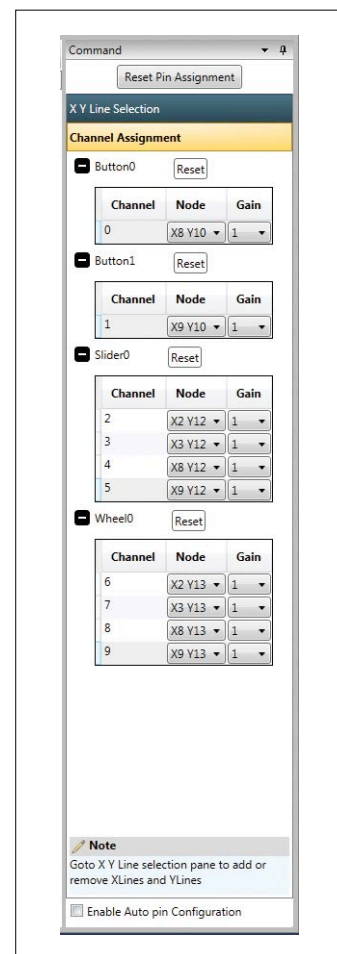 Command
Reset Pin Assignment
X Y Line Selection
Channel Assignment
Button0 Reset
Channel Node Gain
0 X8 Y10 1
Button1 Reset
Channel Node Gain
1 X9 Y10 1
Slider0 Reset
Channel Node Gain
2 X2 Y12 1
3 X3 Y12 1
4 X8 Y12 1
5 X9 Y12 1
Wheel0 Reset
Channel Node Gain
6 X2 Y13 1
7 X3 Y13 1
8 X8 Y13 1
9 X9 Y13 1
Note
Goto X Y Line selection pane to add or
remove XLines and YLines
Enable Auto pin Configuration